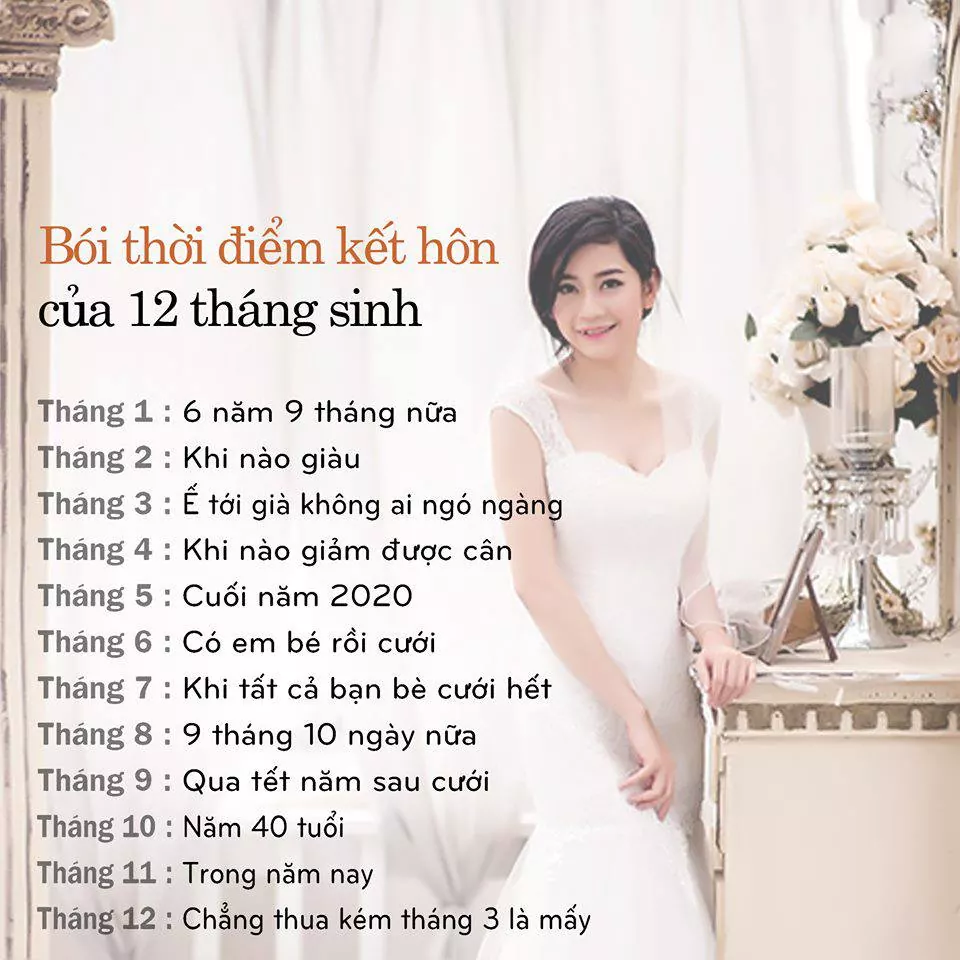 Bói thời điểm kết hôn
của 12 tháng sinh
Tháng 1 : 6 năm 9 tháng nữa
Tháng 2 : Khi nào giàu
Tháng 3 : Ế tới già không ai ngó ngàng
Tháng 4 : Khi nào giảm được cân
Tháng 5 : Cuối năm 2020
Tháng 6 : Có em bé rồi cưới
Tháng 7 : Khi tất cả bạn bè cưới hết
Tháng 8 : 9 tháng 10 ngày nữa
Tháng 9 : Qua tết năm sau cưới
Tháng 10 : Năm 40 tuổi
Tháng 11 : Trong năm nay
Tháng 12 : Chẳng thua kém tháng 3 là mấy